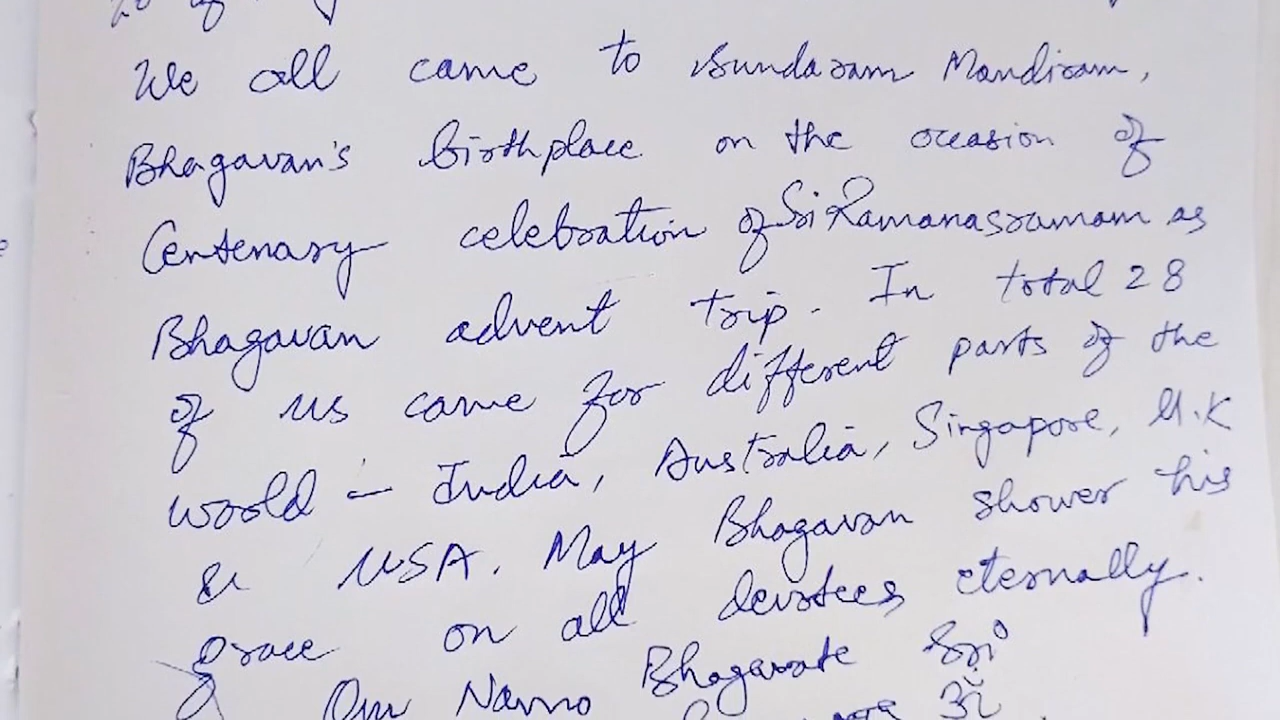 We all came to Sundaram Mandiram,
Bhagavan's birthplace on the occasion of
Centenary celebration of Sri Ramanasramam as
Bhagavan advent trip. In total 28
of us came for different parts of the
world - India, Australia, Singapore, U.K
& USA. May Bhagavan shower his
grace on all devotees eternally.
Om Namo Bhagavate Sri